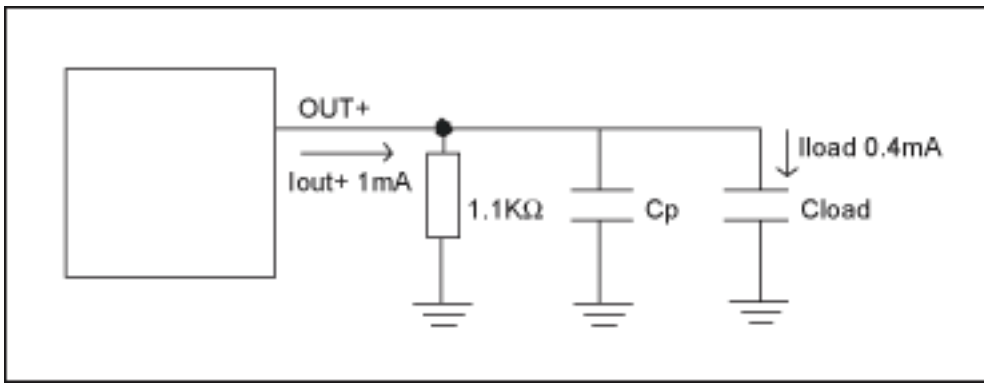 OUT+
Iout+ 1mA
1.1KΩ
Cp
Iload 0.4mA
Cload